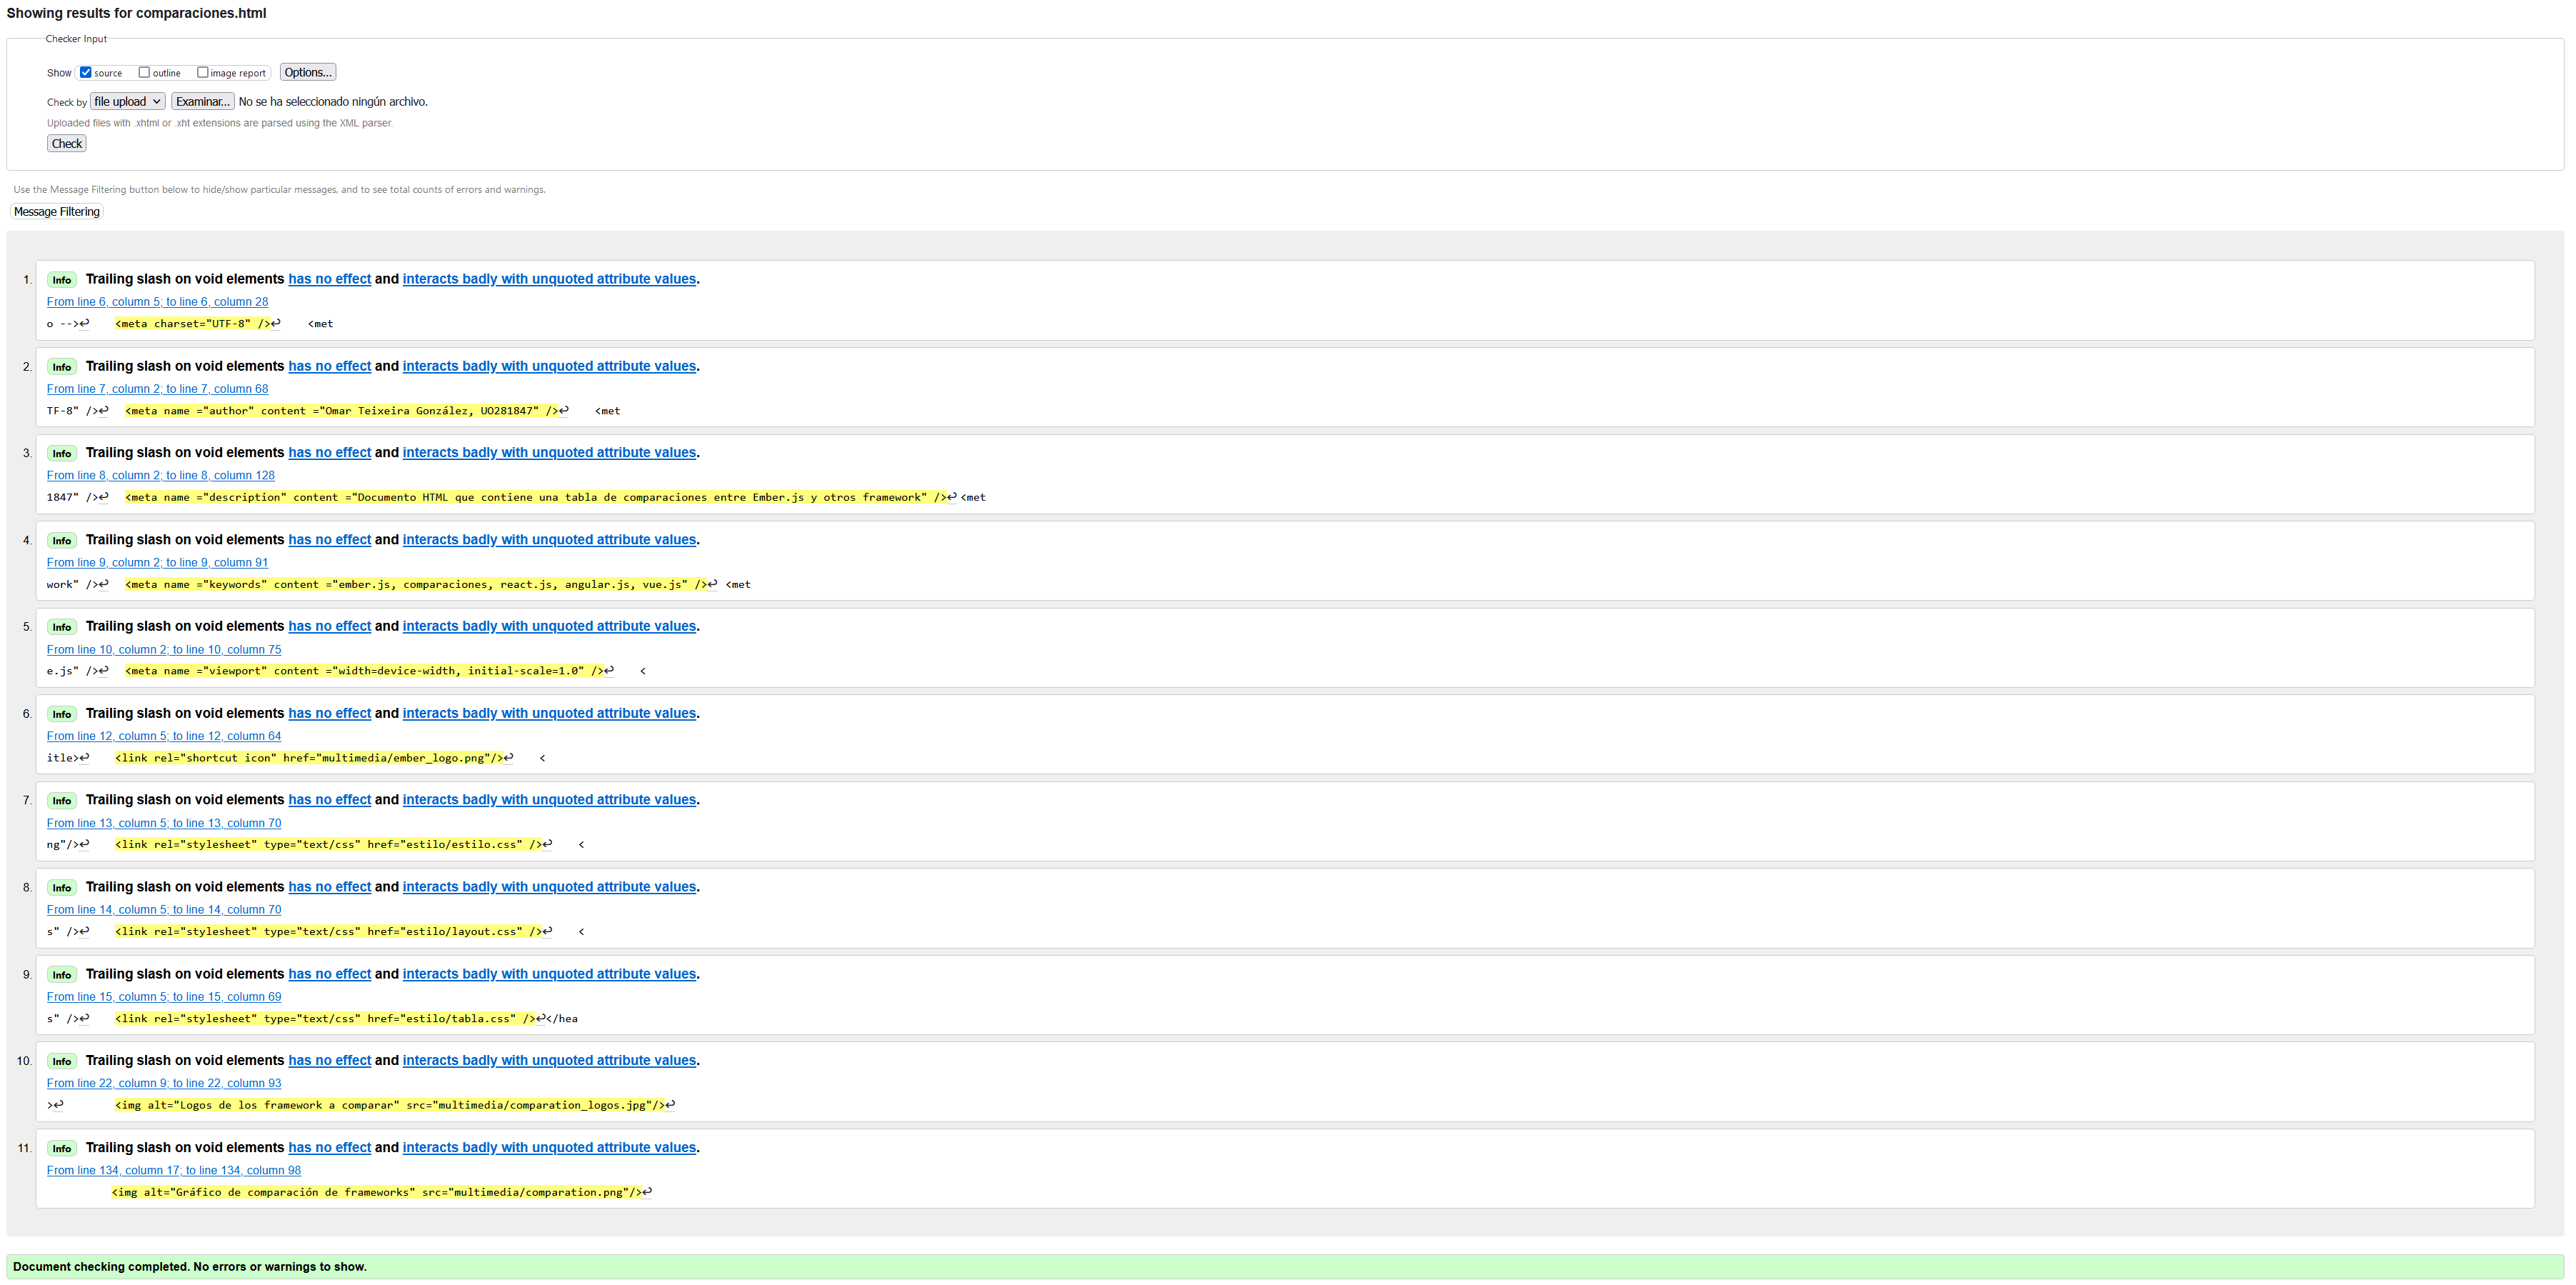 Showing results for comparaciones.html
Checker Input
Show source outline image report Options...
Check by file upload Examinar... No se ha seleccionado ningún archivo.
Uploaded files with .xhtml or .xht extensions are parsed using the XML parser.
Check
Use the Message Filtering button below to hide/show particular messages, and to see total counts of errors and warnings.
Message Filtering
1. Info Trailing slash on void elements has no effect and interacts badly with unquoted attribute values.
From line 6, column 5; to line 6, column 28
o -->↩    <meta charset="UTF-8" />↩    <met
2. Info Trailing slash on void elements has no effect and interacts badly with unquoted attribute values.
From line 7, column 2; to line 7, column 68
TF-8" />↩ <meta name ="author" content ="Omar Teixeira González, UO281847" />↩    <met
3. Info Trailing slash on void elements has no effect and interacts badly with unquoted attribute values.
From line 8, column 2; to line 8, column 128
1847" />↩ <meta name ="description" content ="Documento HTML que contiene una tabla de comparaciones entre Ember.js y otros framework" />↩ <met
4. Info Trailing slash on void elements has no effect and interacts badly with unquoted attribute values.
From line 9, column 2; to line 9, column 91
work" />↩ <meta name ="keywords" content ="ember.js, comparaciones, react.js, angular.js, vue.js" />↩ <met
5. Info Trailing slash on void elements has no effect and interacts badly with unquoted attribute values.
From line 10, column 2; to line 10, column 75
e.js" />↩ <meta name ="viewport" content ="width=device-width, initial-scale=1.0" />↩    <
6. Info Trailing slash on void elements has no effect and interacts badly with unquoted attribute values.
From line 12, column 5; to line 12, column 64
itle>↩    <link rel="shortcut icon" href="multimedia/ember_logo.png"/>↩    <
7. Info Trailing slash on void elements has no effect and interacts badly with unquoted attribute values.
From line 13, column 5; to line 13, column 70
ng"/>↩    <link rel="stylesheet" type="text/css" href="estilo/estilo.css" />↩    <
8. Info Trailing slash on void elements has no effect and interacts badly with unquoted attribute values.
From line 14, column 5; to line 14, column 70
s" />↩    <link rel="stylesheet" type="text/css" href="estilo/layout.css" />↩    <
9. Info Trailing slash on void elements has no effect and interacts badly with unquoted attribute values.
From line 15, column 5; to line 15, column 69
s" />↩    <link rel="stylesheet" type="text/css" href="estilo/tabla.css" />↩</hea
10. Info Trailing slash on void elements has no effect and interacts badly with unquoted attribute values.
From line 22, column 9; to line 22, column 93
>↩        <img alt="Logos de los framework a comparar" src="multimedia/comparation_logos.jpg"/>↩
11. Info Trailing slash on void elements has no effect and interacts badly with unquoted attribute values.
From line 134, column 17; to line 134, column 98
<img alt="Gráfico de comparación de frameworks" src="multimedia/comparation.png"/>↩
Document checking completed. No errors or warnings to show.